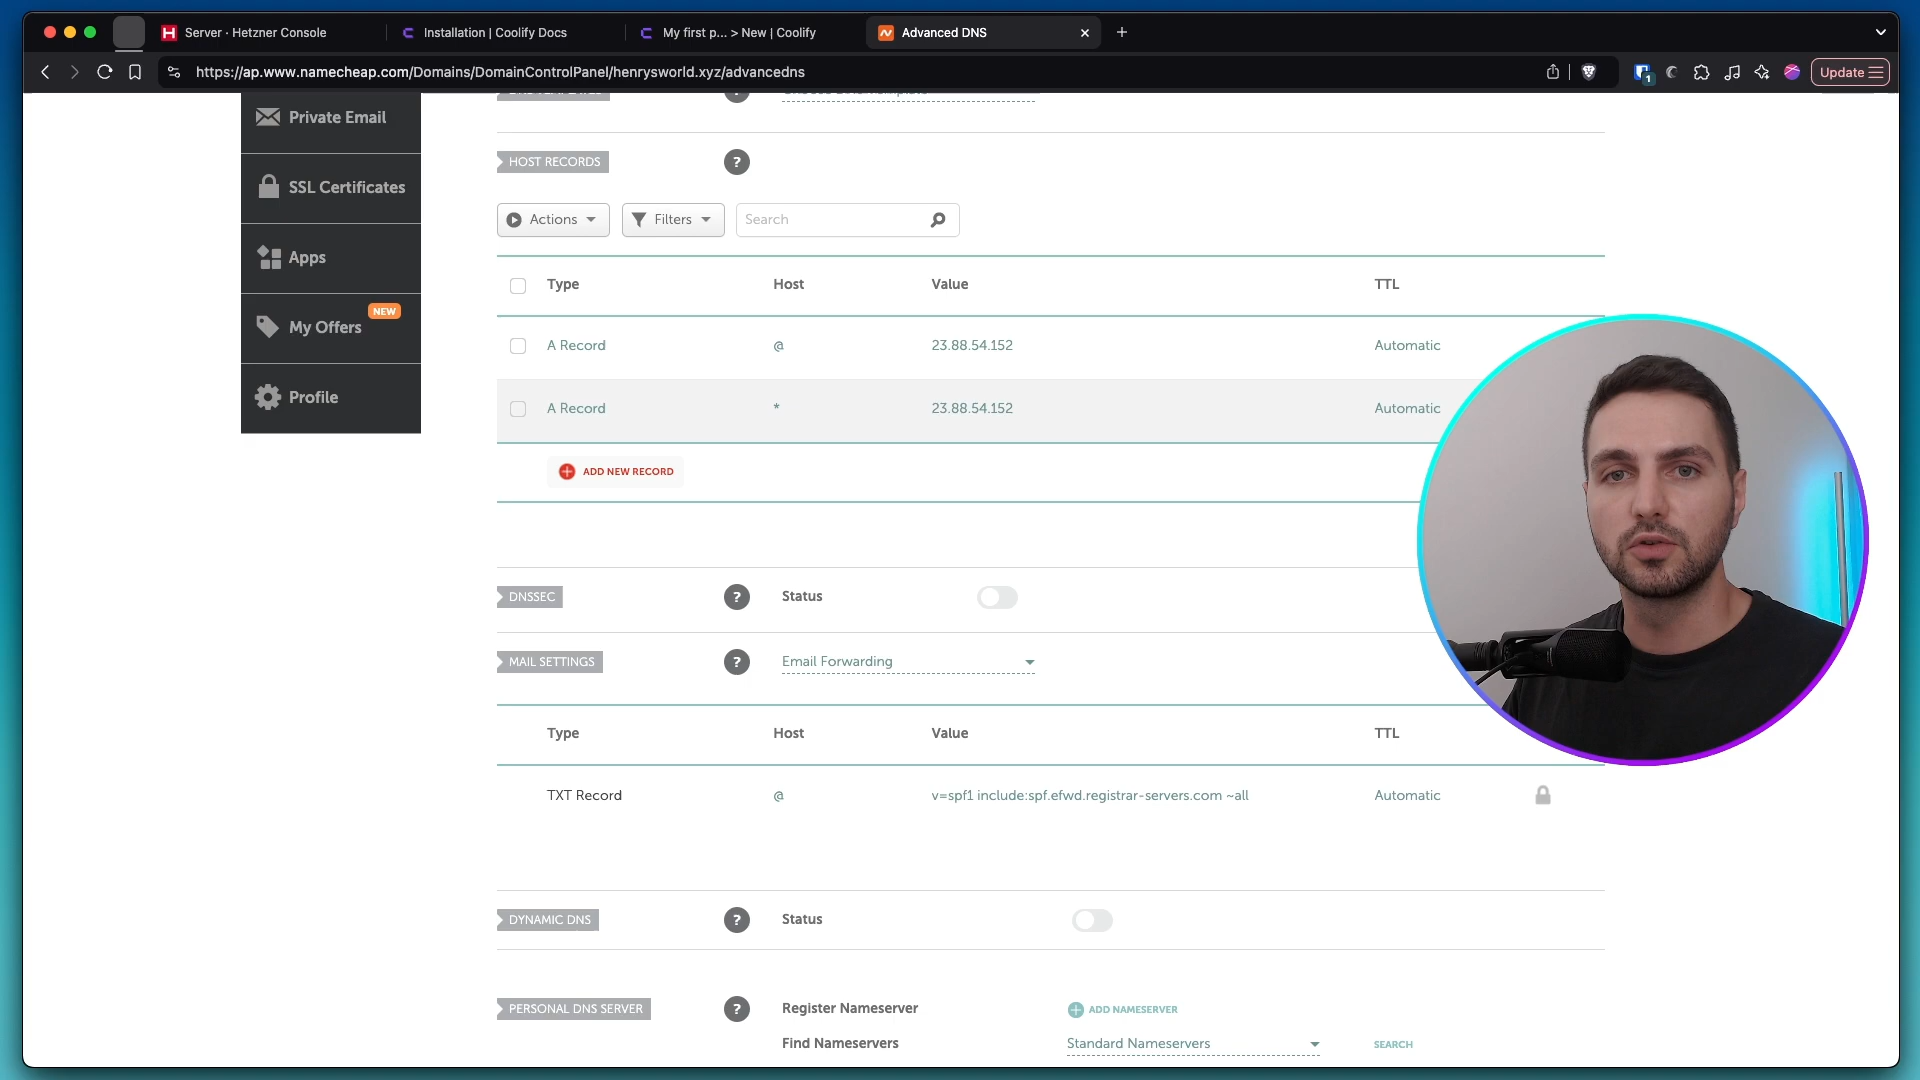 Server · Hetzner Console
Installation | Coolify Docs
My first p... > New | Coolify
Advanced DNS
https://ap.www.namecheap.com/Domains/DomainControlPanel/henrysworld.xyz/advancedns
1
Update
Private Email
SSL Certificates
Apps
My Offers
NEW
Profile
HOST RECORDS
?
Actions
Filters
Search
Type Host Value TTL
A Record @ 23.88.54.152 Automatic
A Record * 23.88.54.152 Automatic
ADD NEW RECORD
DNSSEC ? Status
MAIL SETTINGS ? Email Forwarding
Type Host Value TTL
TXT Record @ v=spf1 include:spf.efwd.registrar-servers.com ~all Automatic
DYNAMIC DNS ? Status
PERSONAL DNS SERVER ? Register Nameserver ADD NAMESERVER
Find Nameservers Standard Nameservers SEARCH